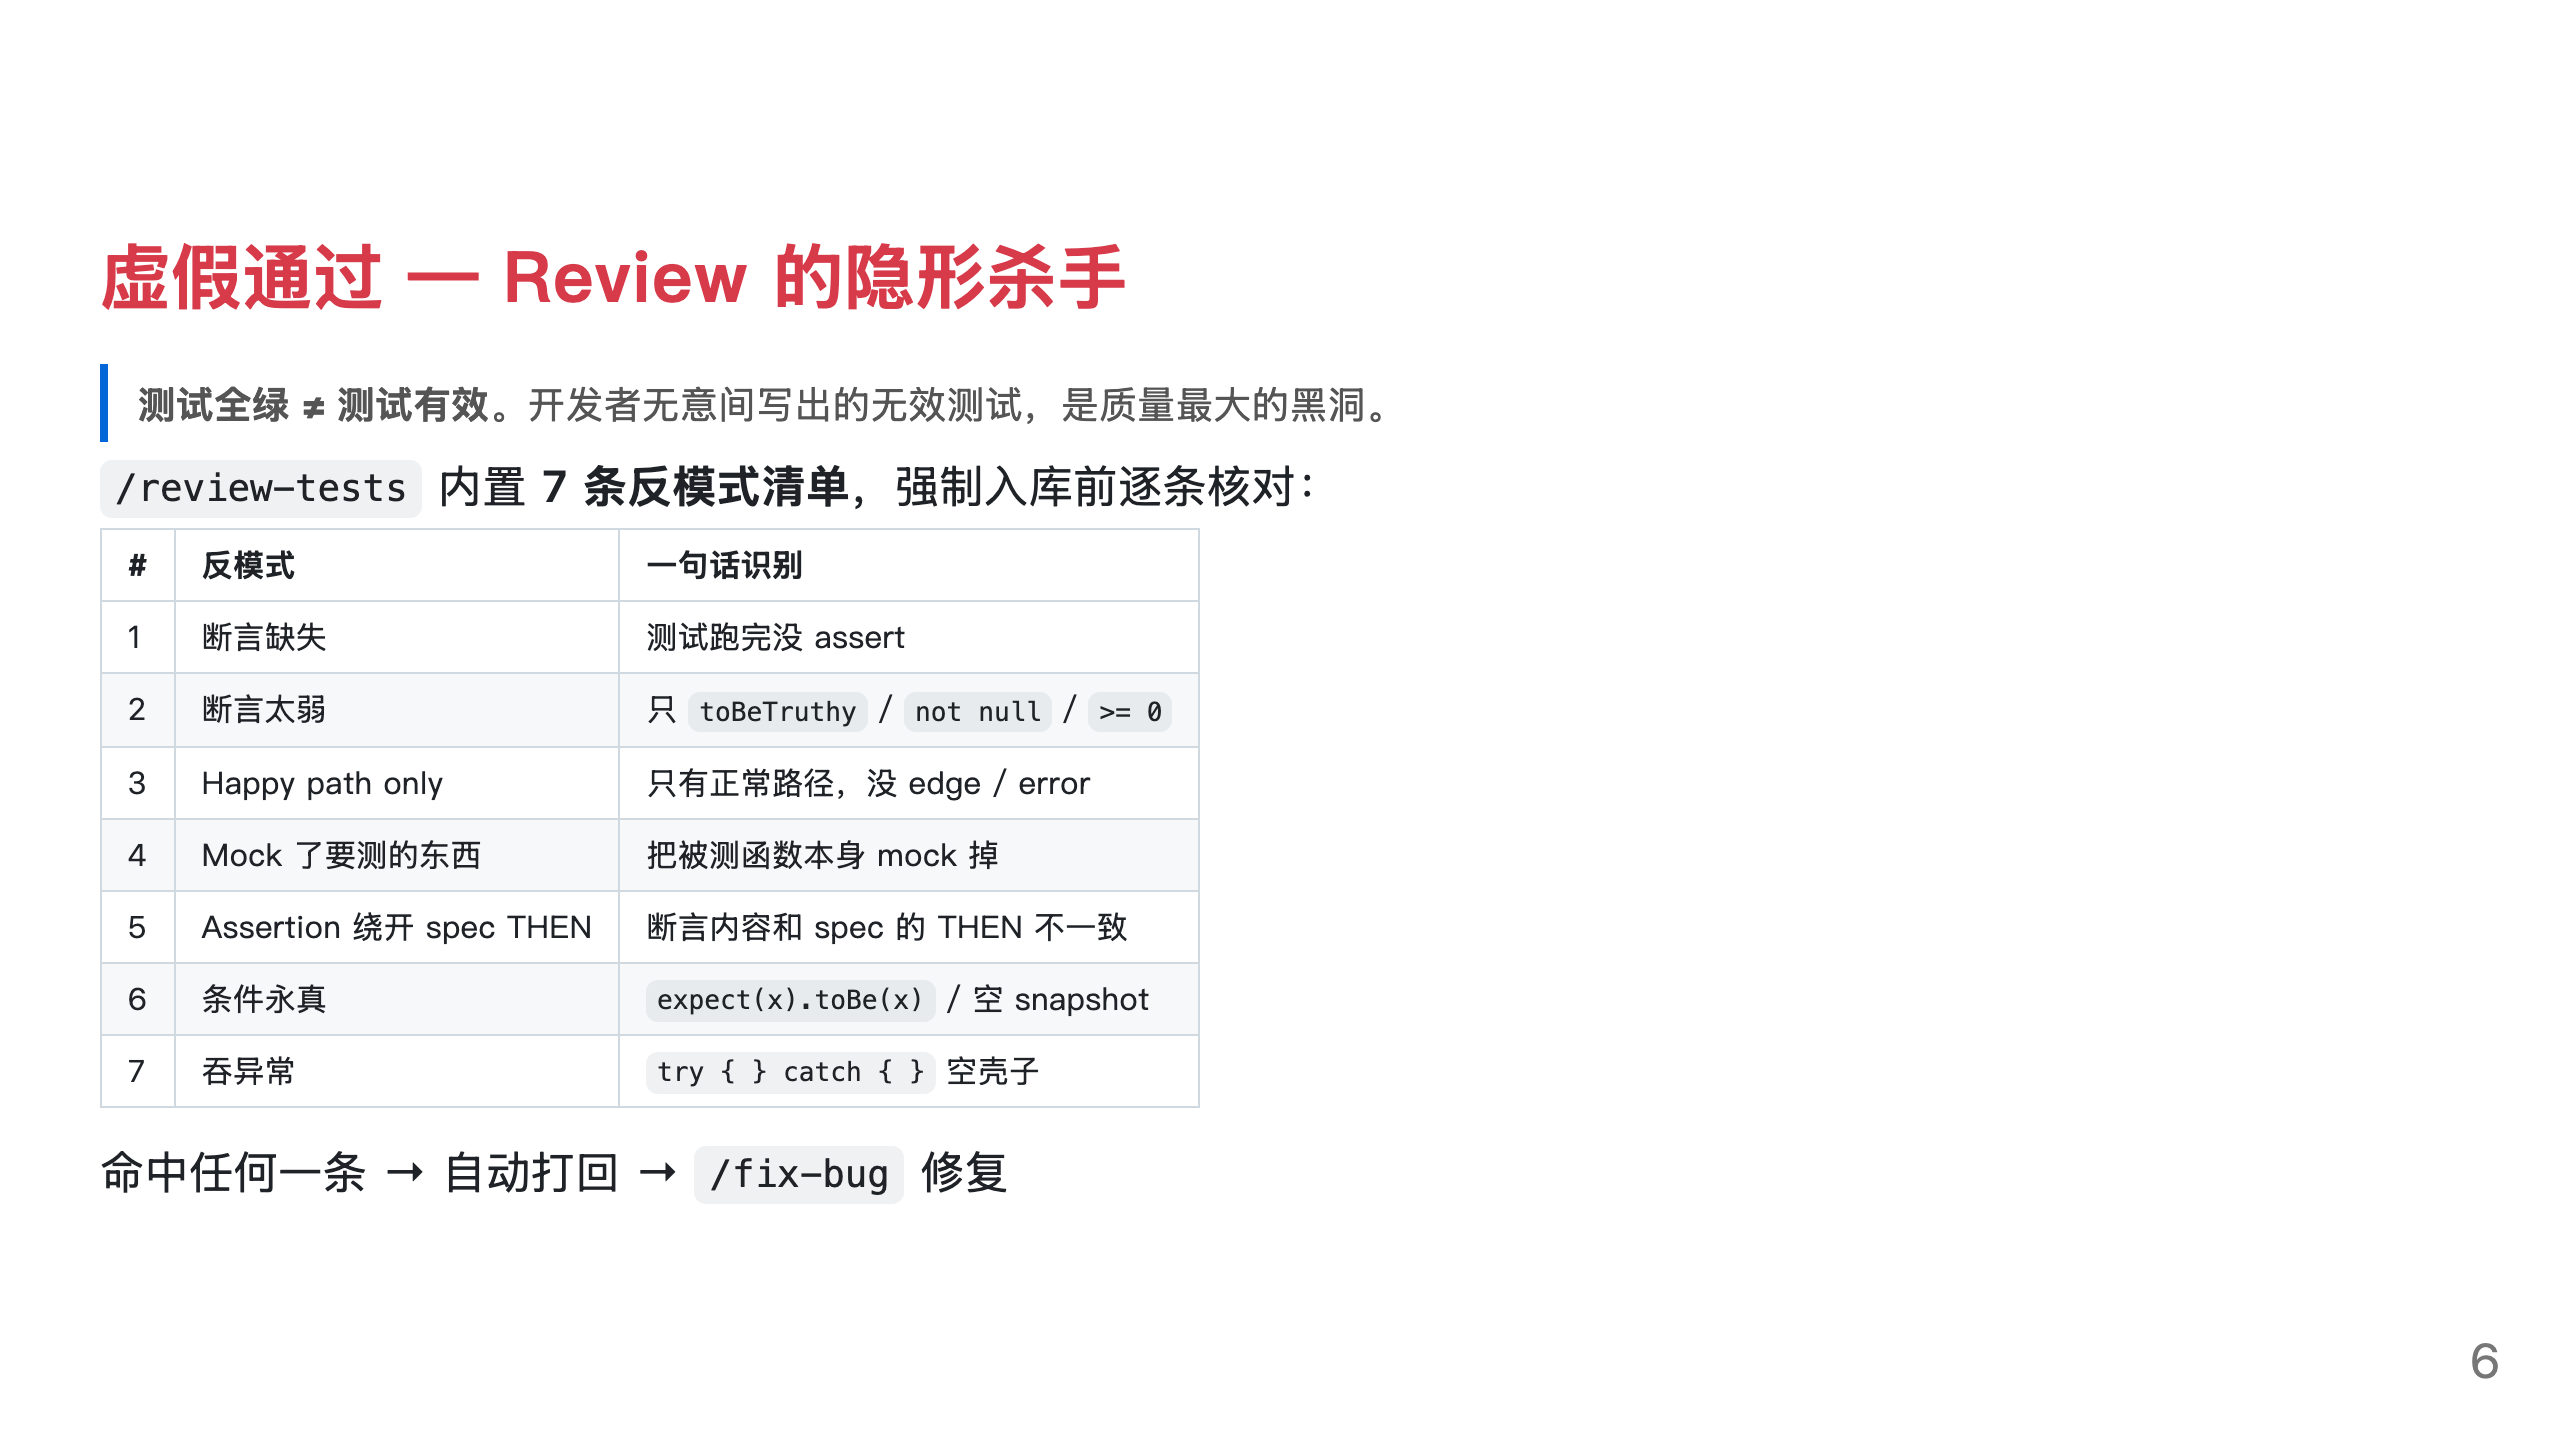 虚假通过 — Review 的隐形杀手
测试全绿 ≠ 测试有效。开发者无意间写出的无效测试，是质量最大的黑洞。
/review-tests 内置 7 条反模式清单，强制入库前逐条核对：
# 反模式 一句话识别
1 断言缺失 测试跑完没 assert
2 断言太弱 只 toBeTruthy / not null / >= 0
3 Happy path only 只有正常路径，没 edge / error
4 Mock 了要测的东西 把被测函数本身 mock 掉
5 Assertion 绕开 spec THEN 断言内容和 spec 的 THEN 不一致
6 条件永真 expect(x).toBe(x) / 空 snapshot
7 吞异常 try { } catch { } 空壳子
命中任何一条 → 自动打回 → /fix-bug 修复
6